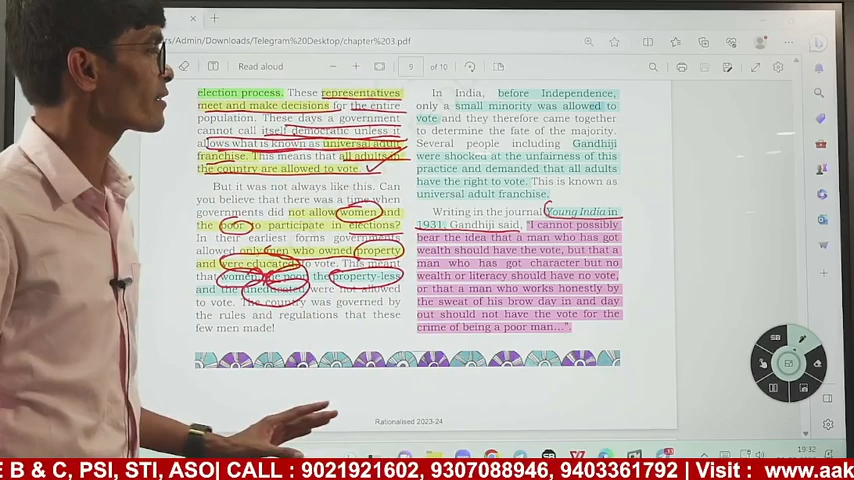 s/Admin/Downloads/Telegram%20Desktop/chapter%203.pdf
Read aloud
9 of 10
election process. These representatives
meet and make decisions for the entire
population. These days a government
cannot call itself democratic unless it
allows what is known as universal adult
franchise. This means that all adults in
the country are allowed to vote.
But it was not always like this. Can
you believe that there was a time when
governments did not allow women and
the poor to participate in elections?
In their earliest forms governments
allowed only men who owned property
and were educated to vote. This meant
that women, the poor, the property-less
and the uneducated were not allowed
to vote. The country was governed by
the rules and regulations that these
few men made!
In India, before Independence,
only a small minority was allowed to
vote and they therefore came together
to determine the fate of the majority.
Several people including Gandhiji
were shocked at the unfairness of this
practice and demanded that all adults
have the right to vote. This is known as
universal adult franchise.
Writing in the journal Young India in
1931, Gandhiji said, "I cannot possibly
bear the idea that a man who has got
wealth should have the vote, but that a
man who has got character but no
wealth or literacy should have no vote,
or that a man who works honestly by
the sweat of his brow day in and day
out should not have the vote for the
crime of being a poor man…".
Rationalised 2023-24
SB
19:32
E B & C, PSI, STI, ASO| CALL : 9021921602, 9307088946, 9403361792 | Visit : www.aak